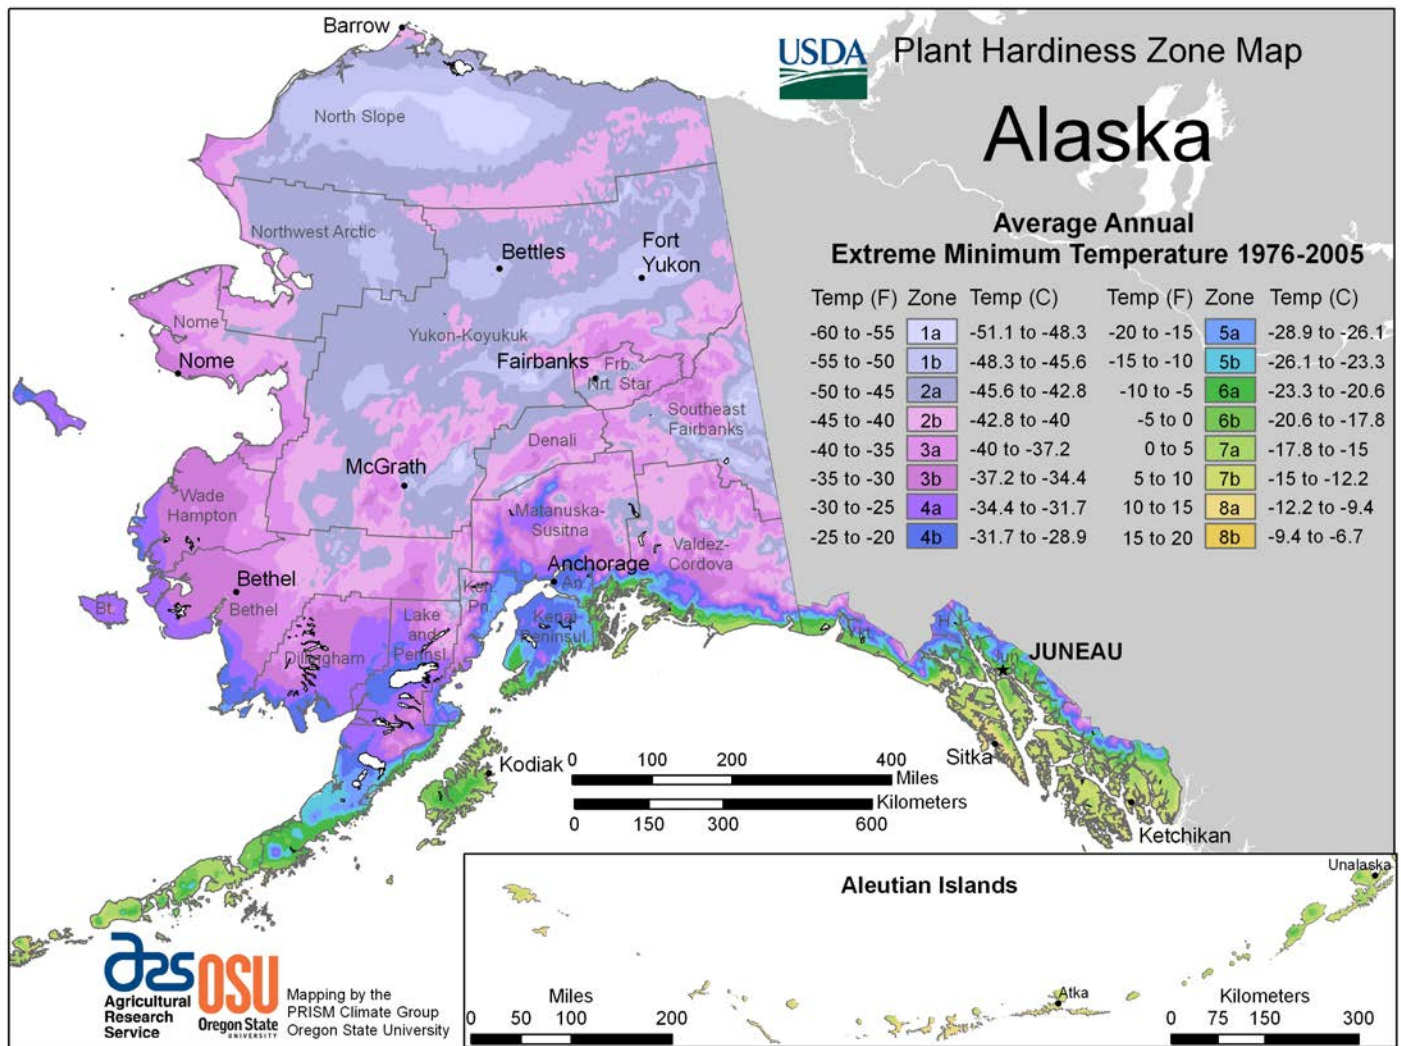 Barrow
USDA
Plant Hardiness Zone Map
Alaska
Average Annual
Extreme Minimum Temperature 1976-2005
Temp (F) Zone Temp (C) Temp (F) Zone Temp (C)
-60 to -55 1a -51.1 to -48.3 -20 to -15 5a -28.9 to -26.1
-55 to -50 1b -48.3 to -45.6 -15 to -10 5b -26.1 to -23.3
-50 to -45 2a -45.6 to -42.8 -10 to -5 6a -23.3 to -20.6
-45 to -40 2b -42.8 to -40 -5 to 0 6b -20.6 to -17.8
-40 to -35 3a -40 to -37.2 0 to 5 7a -17.8 to -15
-35 to -30 3b -37.2 to -34.4 5 to 10 7b -15 to -12.2
-30 to -25 4a -34.4 to -31.7 10 to 15 8a -12.2 to -9.4
-25 to -20 4b -31.7 to -28.9 15 to 20 8b -9.4 to -6.7
North Slope
Northwest Arctic
Bettles
Fort
Yukon
Nome
Nome
Yukon-Koyukuk
Fairbanks
Frb.
Nrt. Star
Southeast
Fairbanks
Denali
McGrath
Wade
Hampton
Matanuska-
Susitna
Valdez-
Cordova
Anchorage
An.
Bethel
Bethel
Bt.
Ken.
Pn.
Lake
and
Pennsl.
Kenai
Peninsul.
Dillingham
JUNEAU
Jun.
Sitka
Kodiak
Ketchikan
0 100 200 400
Miles
Kilometers
0 150 300 600
Aleutian Islands
Unalaska
Atka
Miles
0 50 100 200
Kilometers
0 75 150 300
ars
Agricultural
Research
Service
OSU
Oregon State
UNIVERSITY
Mapping by the
PRISM Climate Group
Oregon State University